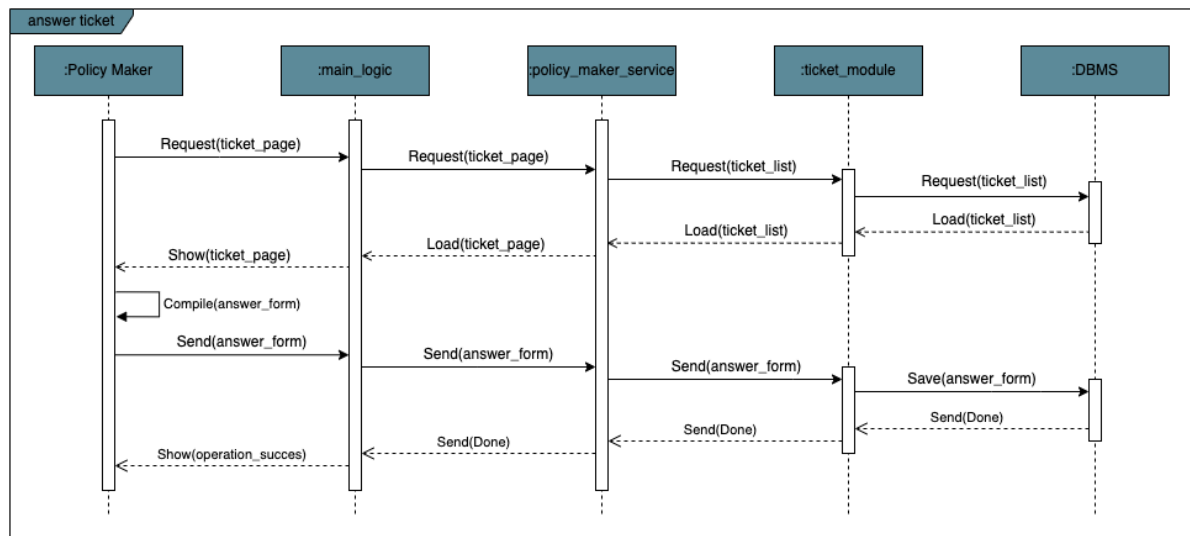 answer ticket
:Policy Maker
:main_logic
:policy_maker_service
:ticket_module
:DBMS
Request(ticket_page)
Request(ticket_page)
Request(ticket_list)
Request(ticket_list)
Load(ticket_list)
Load(ticket_list)
Load(ticket_page)
Show(ticket_page)
Compile(answer_form)
Send(answer_form)
Send(answer_form)
Send(answer_form)
Save(answer_form)
Send(Done)
Send(Done)
Send(Done)
Show(operation_succes)